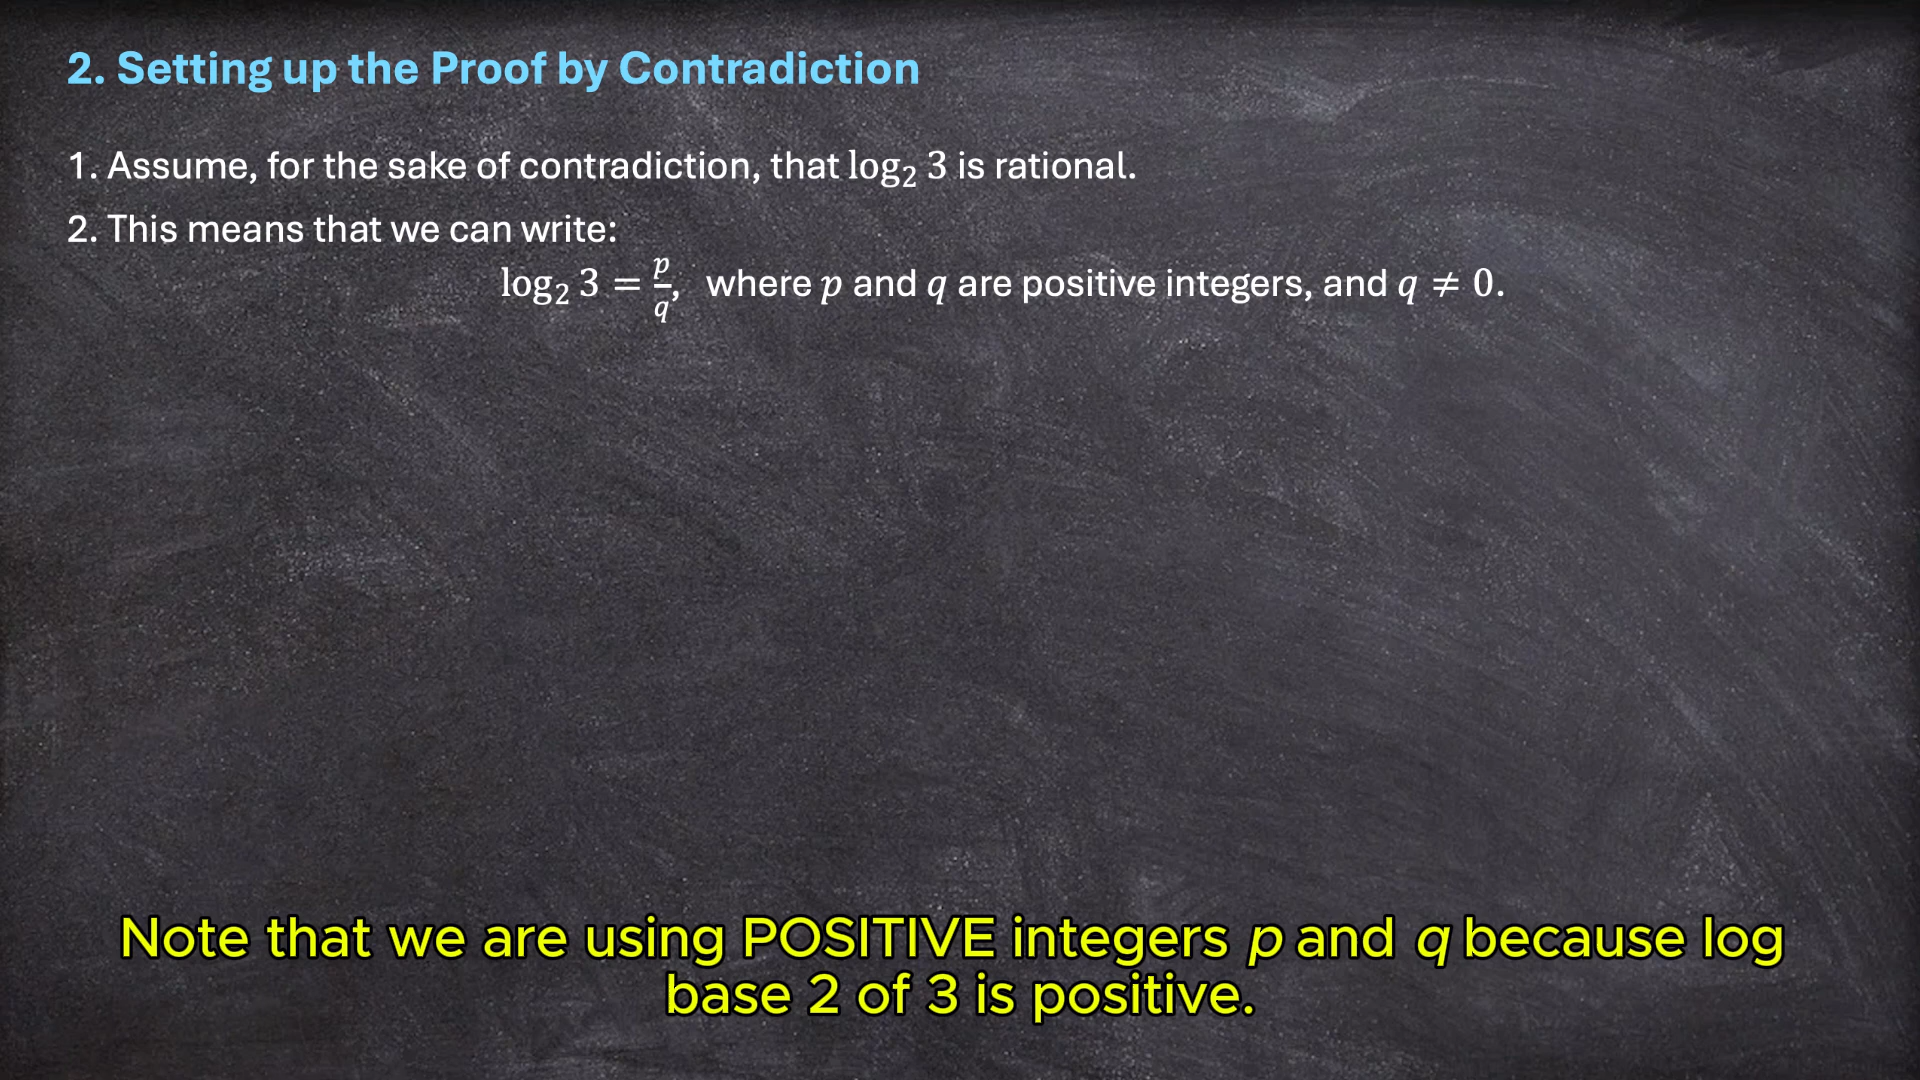 2. Setting up the Proof by Contradiction
1. Assume, for the sake of contradiction, that log₂ 3 is rational.
2. This means that we can write:
log₂ 3 = p/q, where p and q are positive integers, and q ≠ 0.
Note that we are using POSITIVE integers p and q because log
base 2 of 3 is positive.